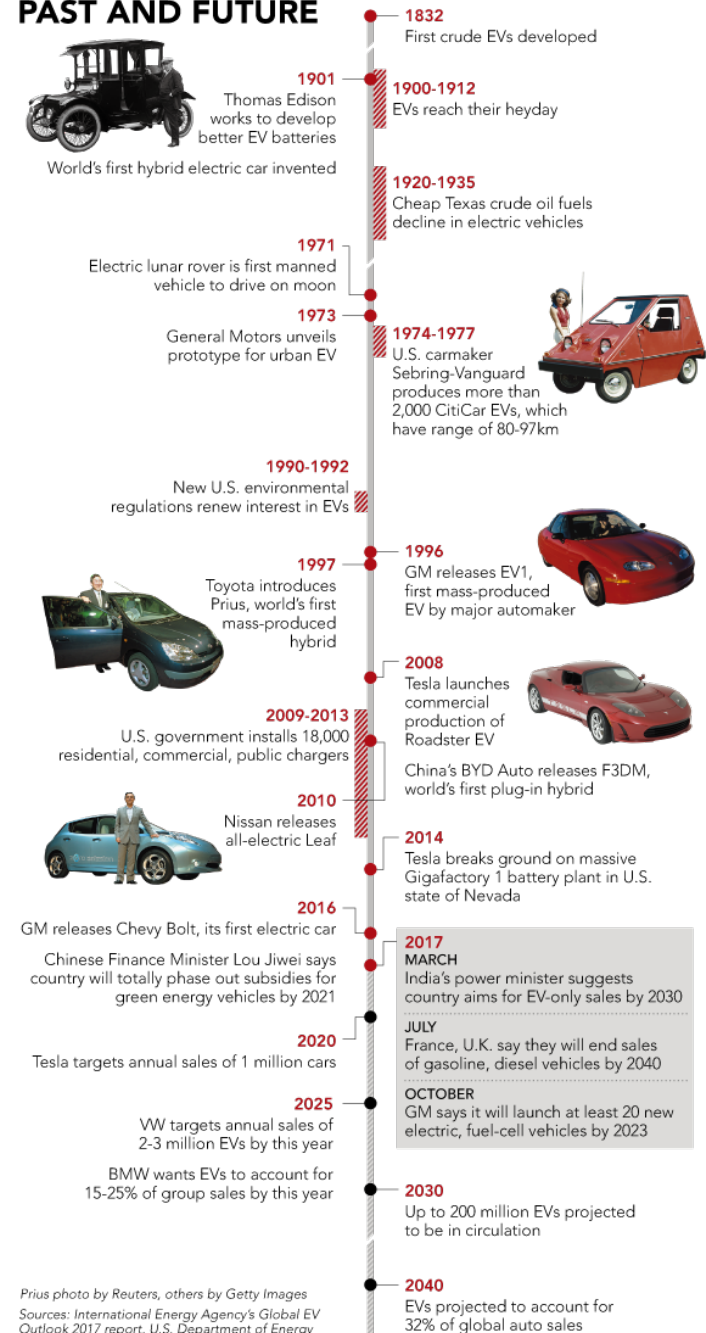 PAST AND FUTURE
1832
First crude EVs developed
1901
Thomas Edison
works to develop
better EV batteries
World's first hybrid electric car invented
1900-1912
EVs reach their heyday
1920-1935
Cheap Texas crude oil fuels
decline in electric vehicles
1971
Electric lunar rover is first manned
vehicle to drive on moon
1973
General Motors unveils
prototype for urban EV
1974-1977
U.S. carmaker
Sebring-Vanguard
produces more than
2,000 CitiCar EVs, which
have range of 80-97km
1990-1992
New U.S. environmental
regulations renew interest in EVs
1996
GM releases EV1,
first mass-produced
EV by major automaker
1997
Toyota introduces
Prius, world's first
mass-produced
hybrid
2008
Tesla launches
commercial
production of
Roadster EV
China's BYD Auto releases F3DM,
world's first plug-in hybrid
2009-2013
U.S. government installs 18,000
residential, commercial, public chargers
2010
Nissan releases
all-electric Leaf
2014
Tesla breaks ground on massive
Gigafactory 1 battery plant in U.S.
state of Nevada
2016
GM releases Chevy Bolt, its first electric car
Chinese Finance Minister Lou Jiwei says
country will totally phase out subsidies for
green energy vehicles by 2021
2017
MARCH
India's power minister suggests
country aims for EV-only sales by 2030
JULY
France, U.K. say they will end sales
of gasoline, diesel vehicles by 2040
OCTOBER
GM says it will launch at least 20 new
electric, fuel-cell vehicles by 2023
2020
Tesla targets annual sales of 1 million cars
2025
VW targets annual sales of
2-3 million EVs by this year
BMW wants EVs to account for
15-25% of group sales by this year
2030
Up to 200 million EVs projected
to be in circulation
2040
EVs projected to account for
32% of global auto sales
Prius photo by Reuters, others by Getty Images
Sources: International Energy Agency's Global EV
Outlook 2017 report, U.S. Department of Energy